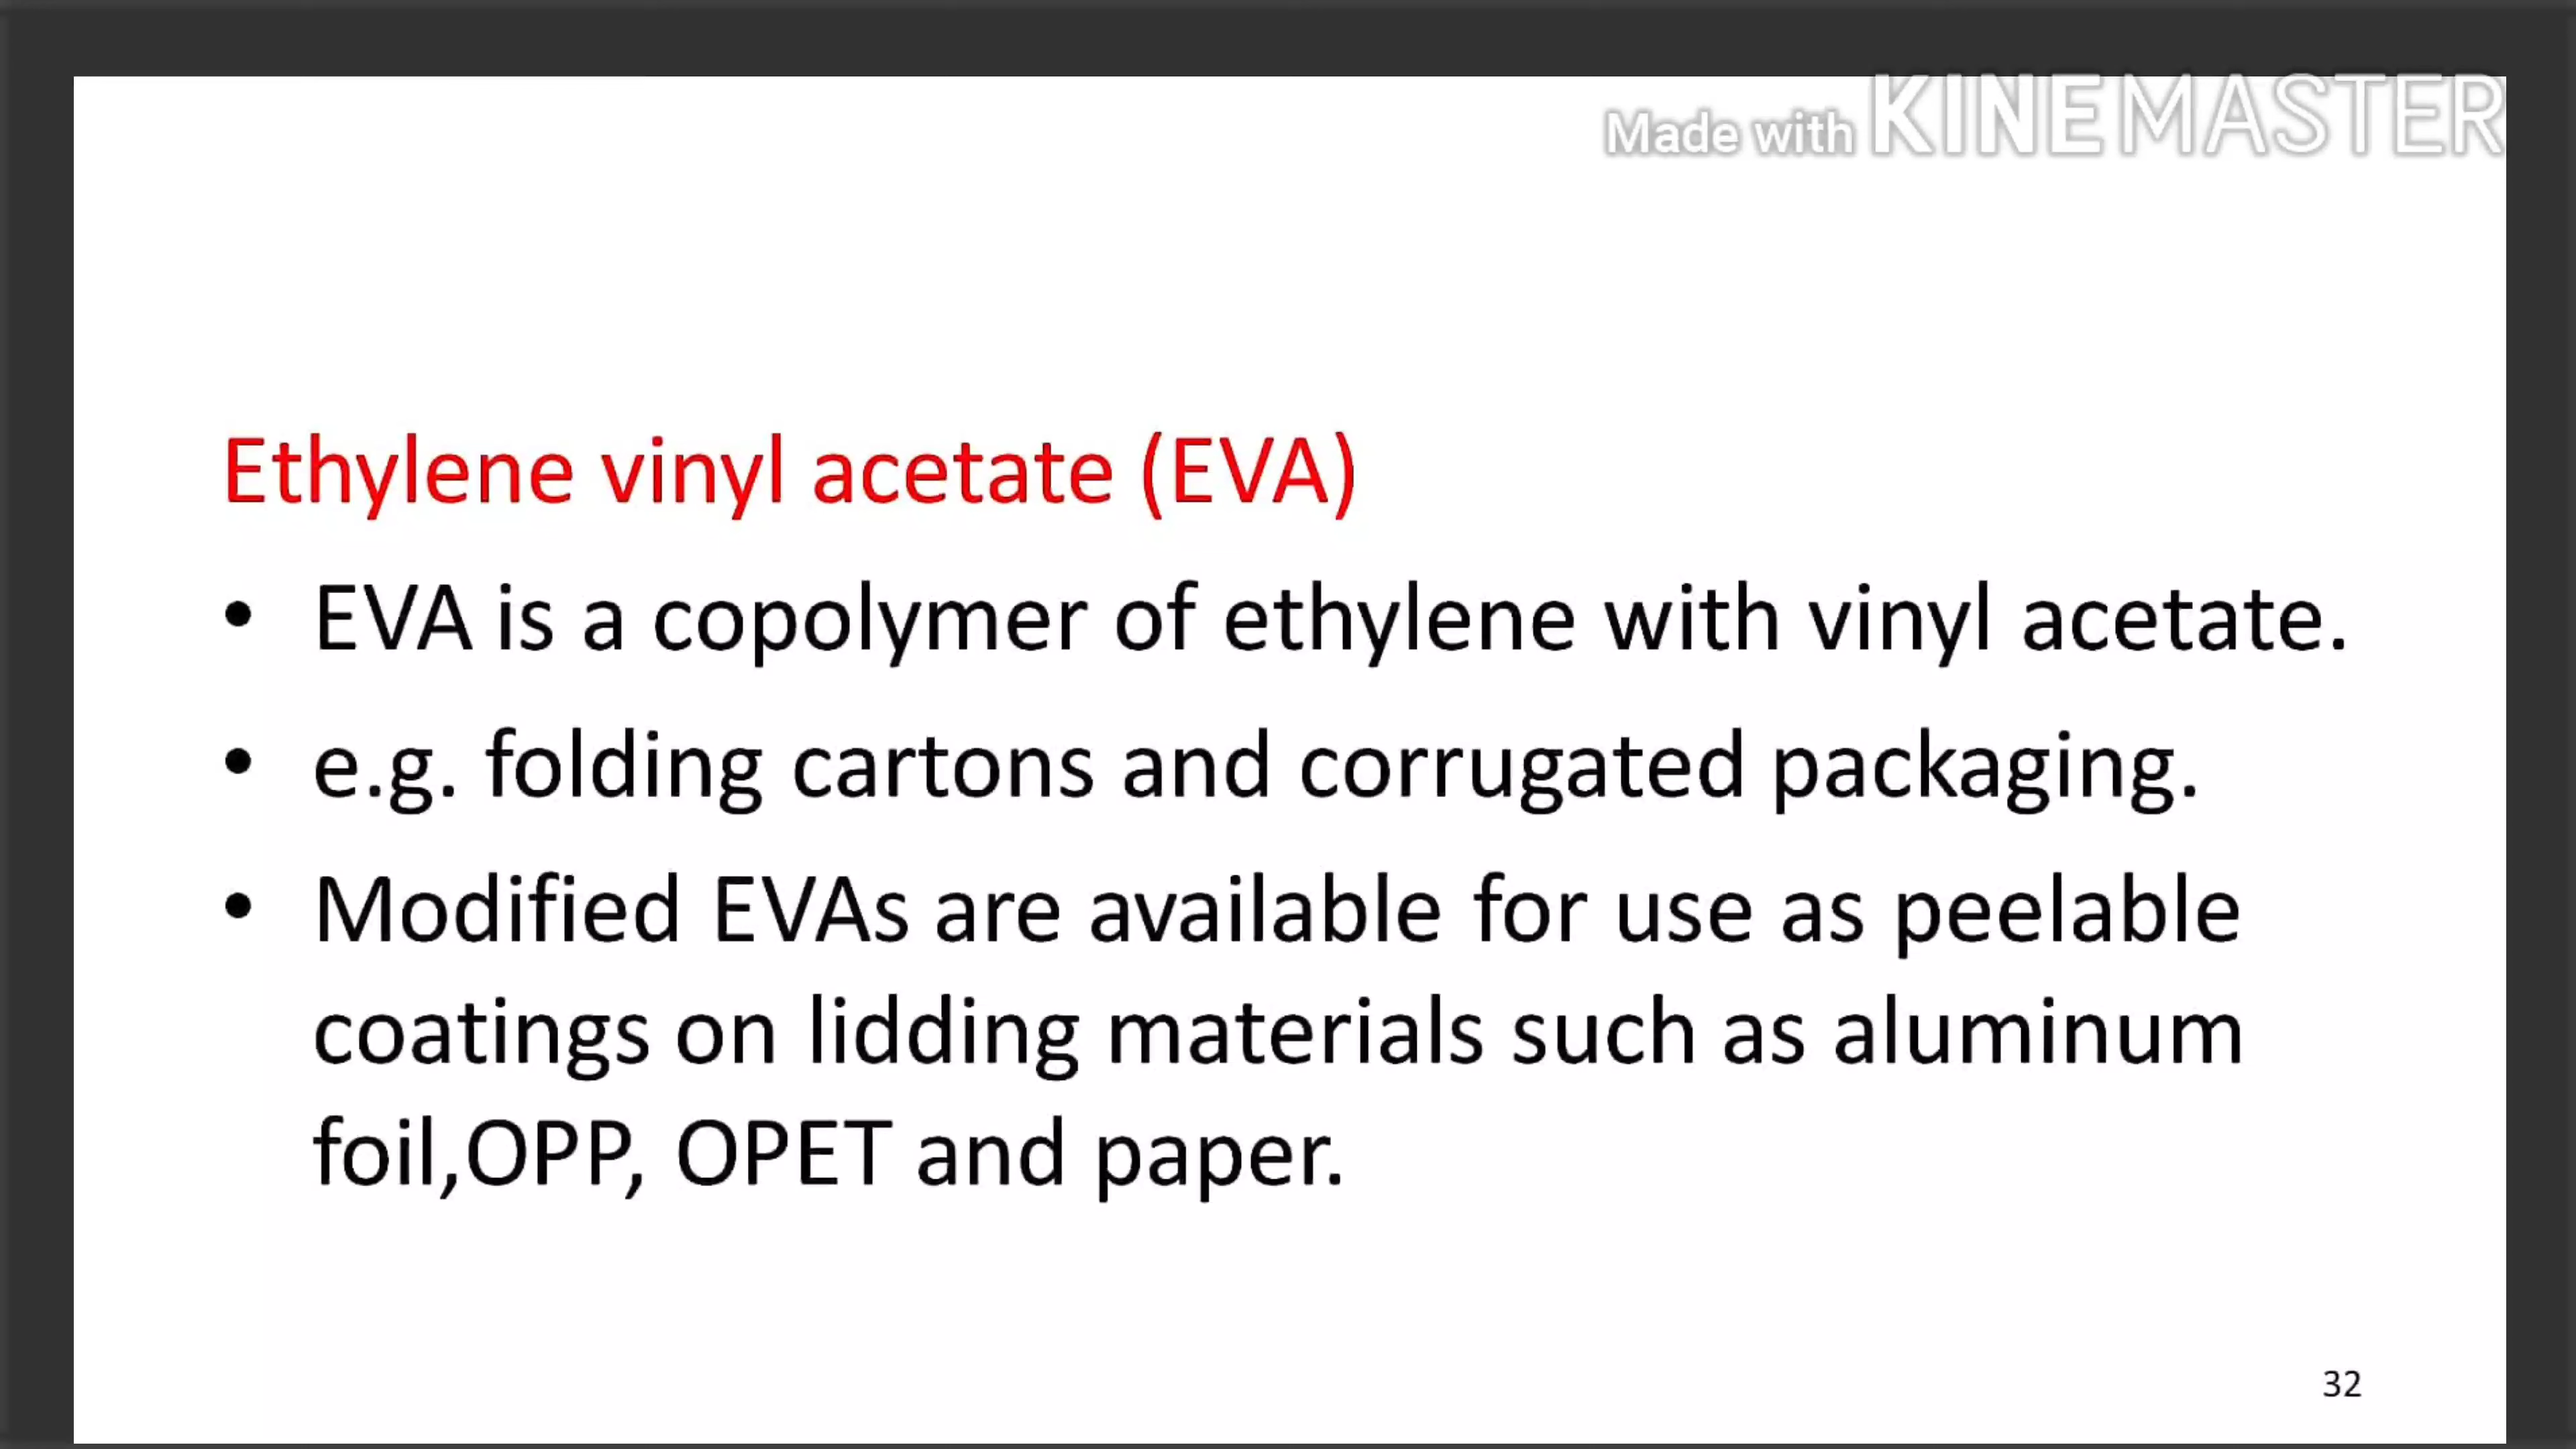 Made with KINEMASTER
Ethylene vinyl acetate (EVA)
• EVA is a copolymer of ethylene with vinyl acetate.
• e.g. folding cartons and corrugated packaging.
• Modified EVAs are available for use as peelable
coatings on lidding materials such as aluminum
foil,OPP, OPET and paper.
32